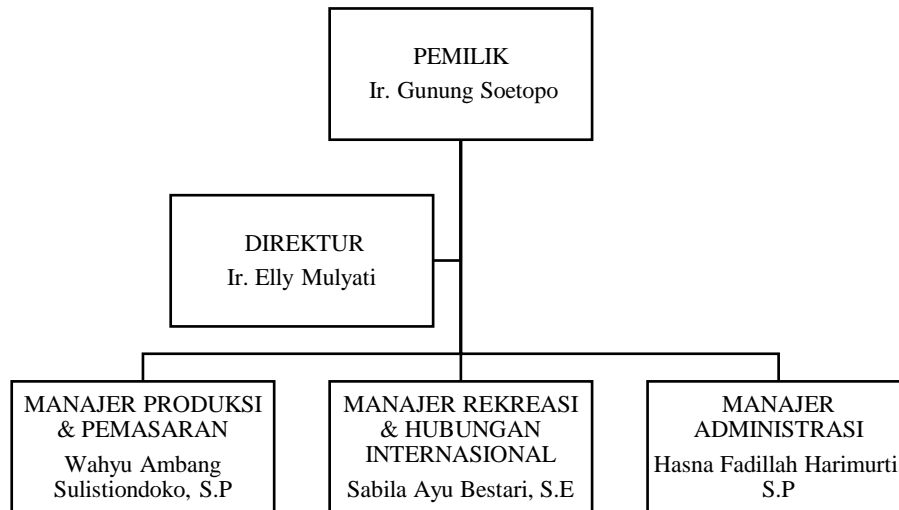 PEMILIK
Ir. Gunung Soetopo
DIREKTUR
Ir. Elly Mulyati
MANAJER PRODUKSI
& PEMASARAN
Wahyu Ambang
Sulistiondoko, S.P
MANAJER REKREASI
& HUBUNGAN
INTERNASIONAL
Sabila Ayu Bestari, S.E
MANAJER
ADMINISTRASI
Hasna Fadillah Harimurti,
S.P